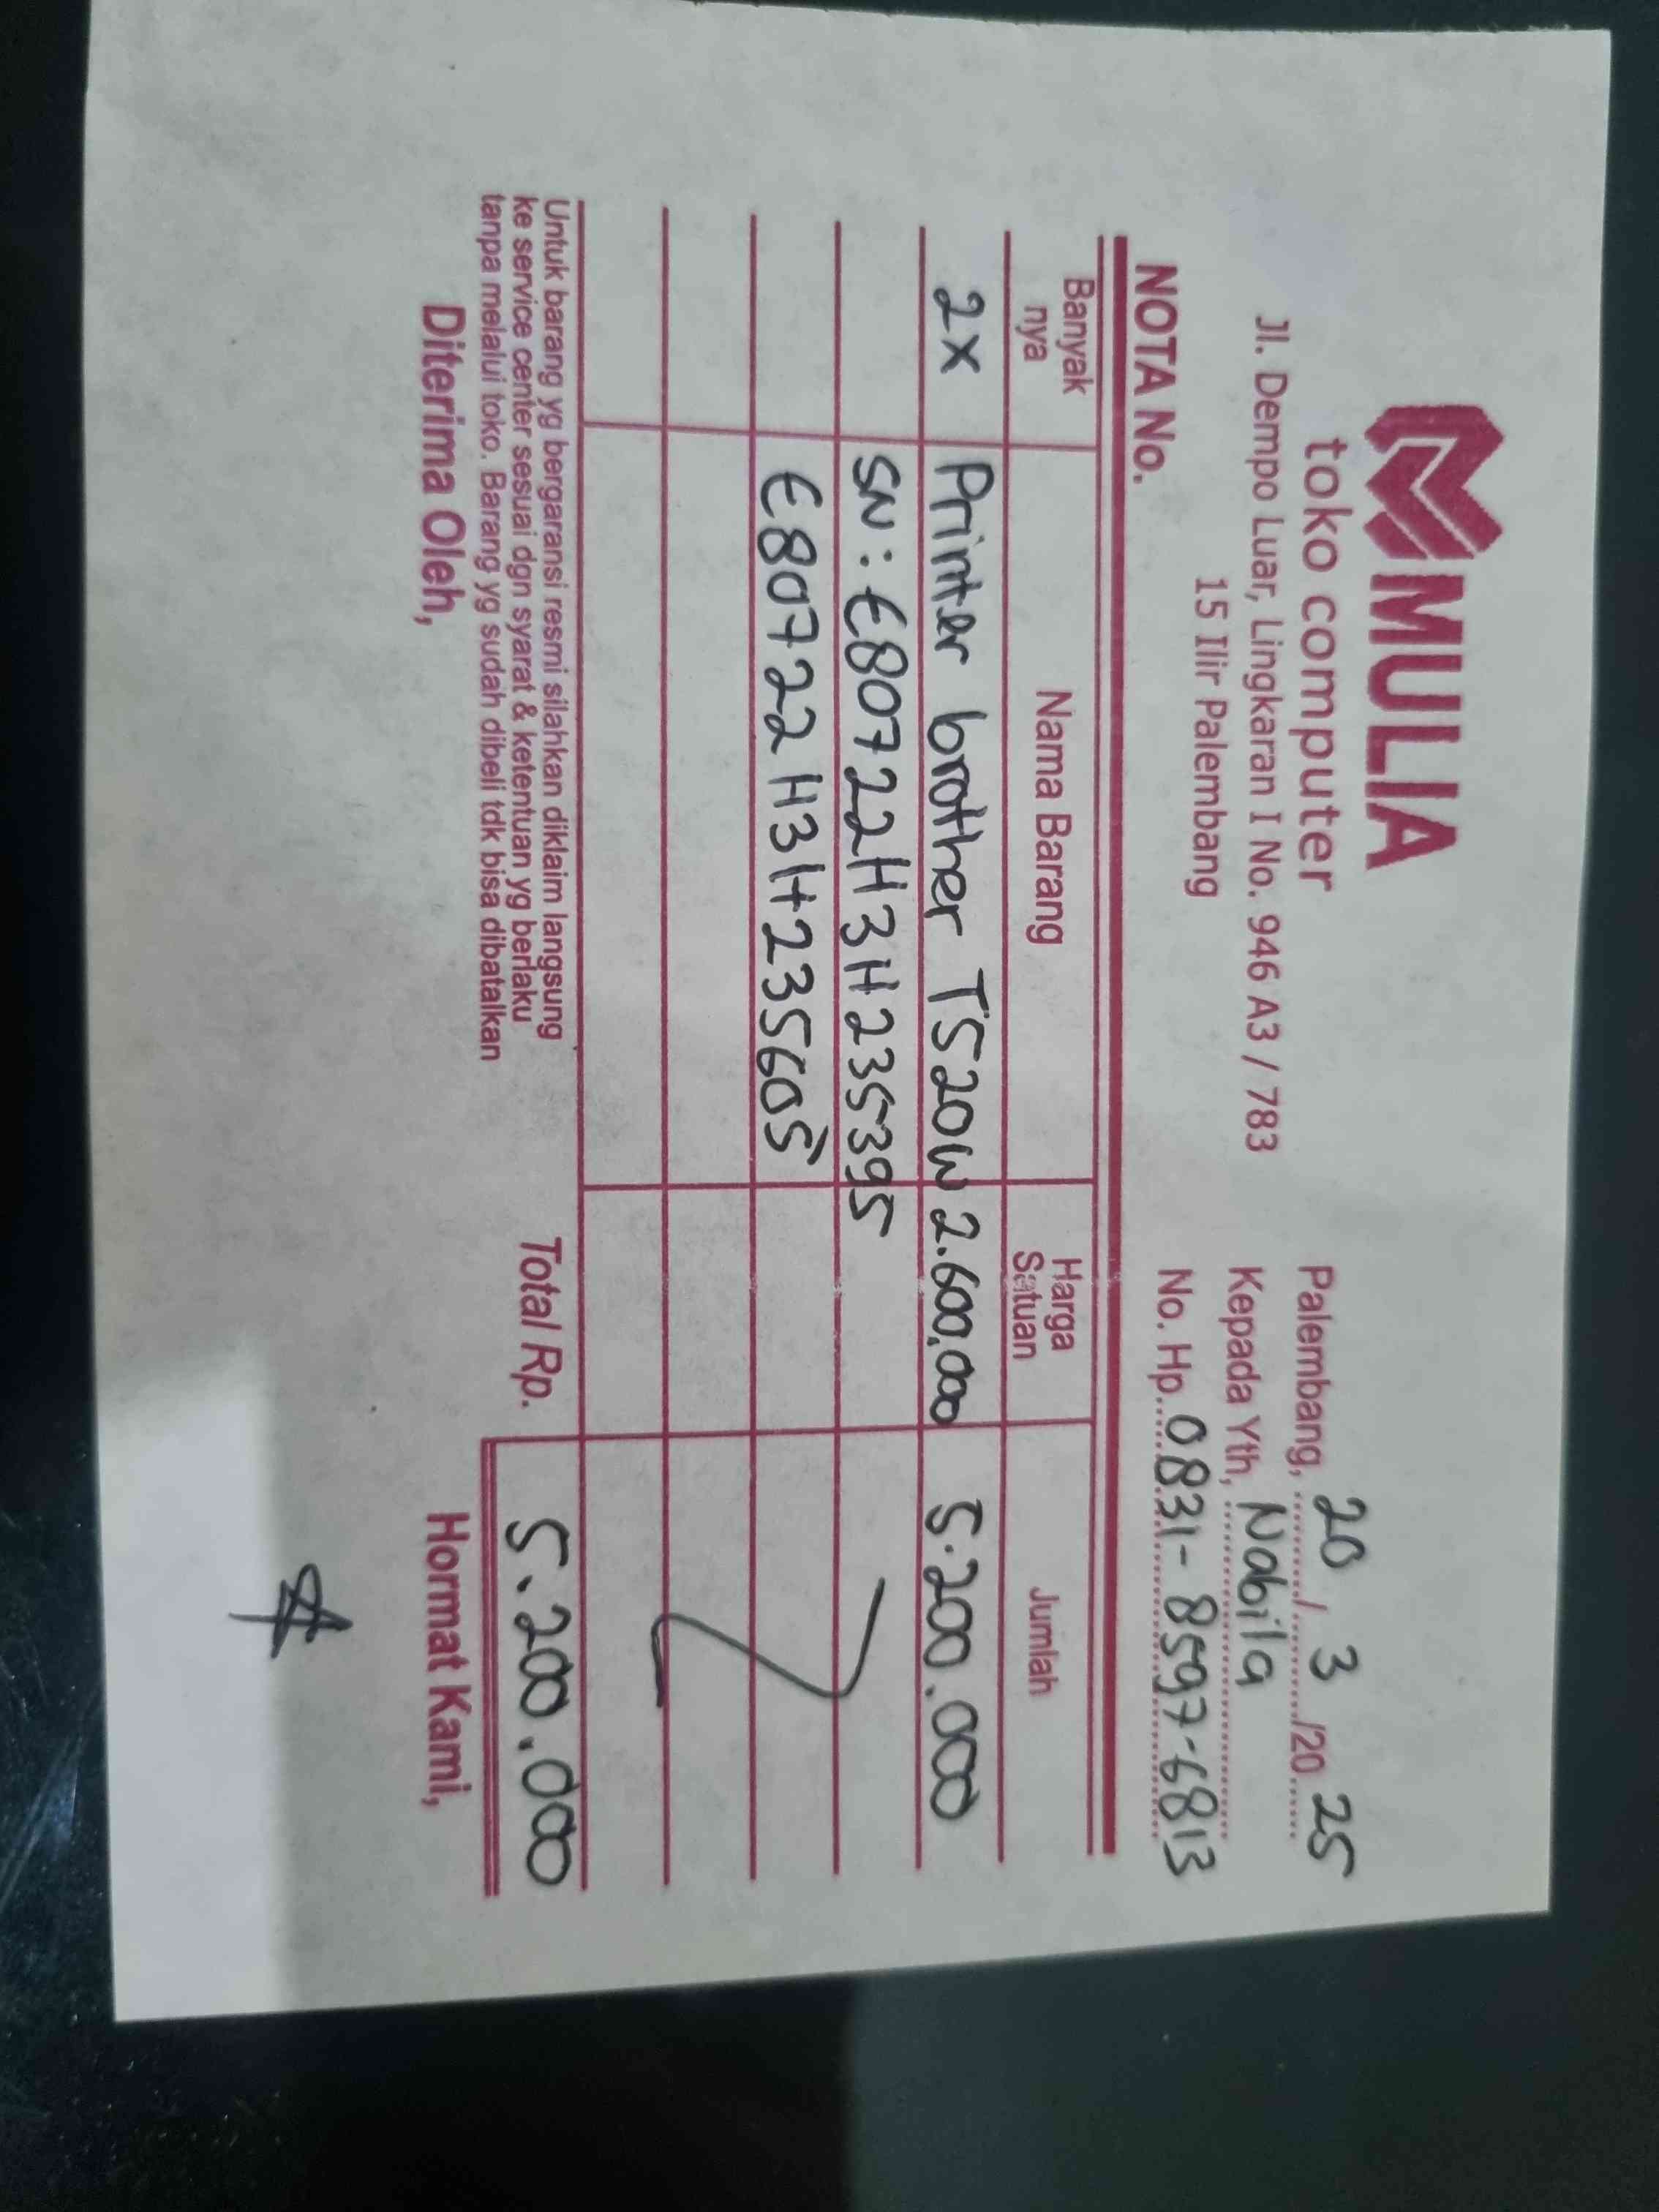 MULIA
toko computer
Jl. Dempo Luar, Lingkaran I No. 946 A3 / 783
15 Ilir Palembang
Palembang, 20 / 3 /20 25
Kepada Yth, Nabila
No. Hp. 0831-8597-6813
NOTA No.
Banyak nya Nama Barang Harga Satuan Jumlah
2x Printer brother T520W 2.600.000 5.200.000
SN: E80722H3H235395
E80722H3H235605
Total Rp. 5.200.000
Untuk barang yg bergaransi resmi silahkan diklaim langsung
ke service center sesuai dgn syarat & ketentuan yg berlaku
tanpa melalui toko. Barang yg sudah dibeli tdk bisa dibatalkan
Diterima Oleh, Hormat Kami,